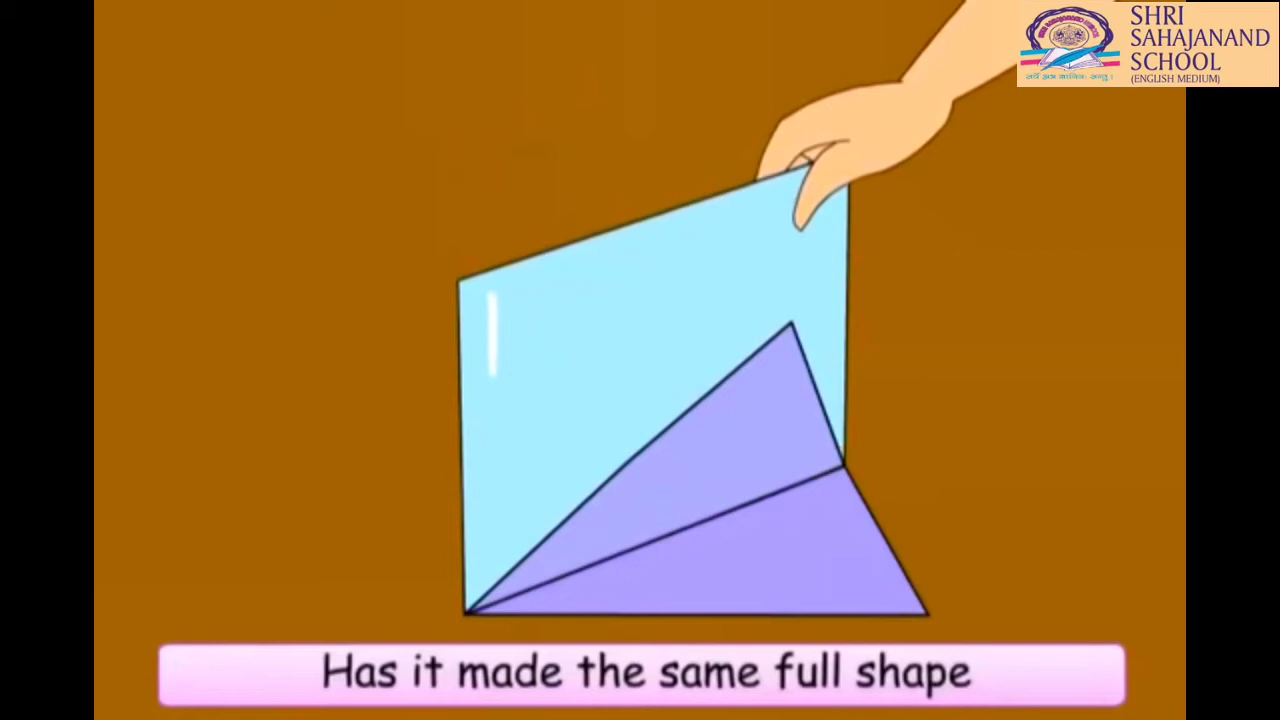 SHRI
SAHAJANAND
SCHOOL
(ENGLISH MEDIUM)
Has it made the same full shape